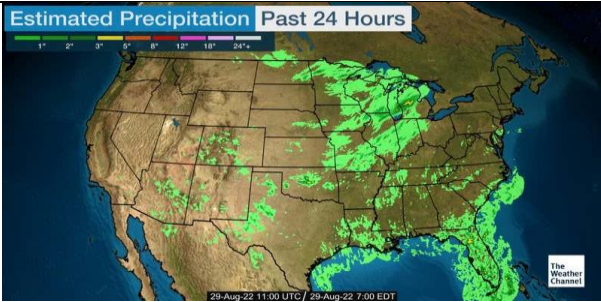 Estimated Precipitation Past 24 Hours
1" 2" 3" 5" 8" 12" 18" 24"+
The
Weather
Channel
29-Aug-22 11:00 UTC / 29-Aug-22 7:00 EDT